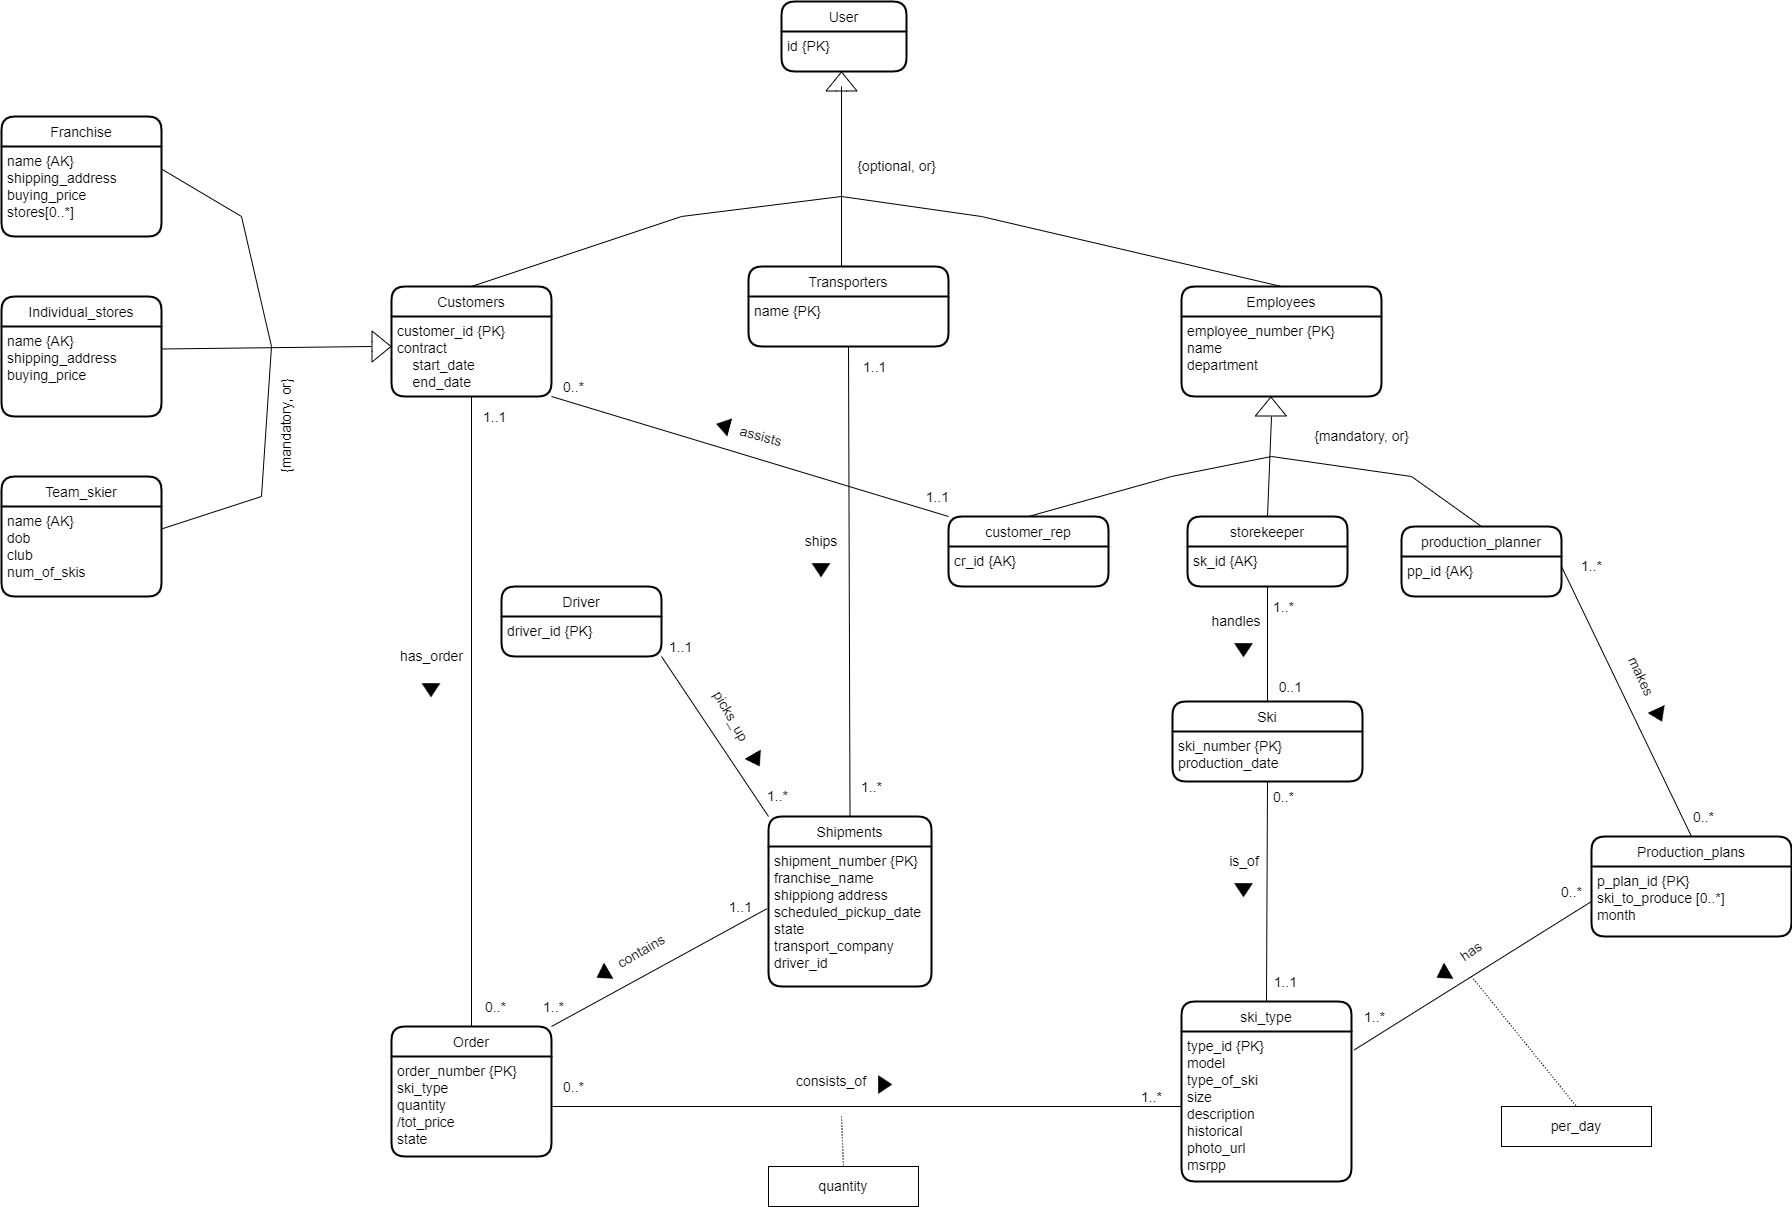 User
id {PK}
{optional, or}
Franchise
name {AK}
shipping_address
buying_price
stores[0..*]
Individual_stores
name {AK}
shipping_address
buying_price
Team_skier
name {AK}
dob
club
num_of_skis
{mandatory, or}
Customers
customer_id {PK}
contract
start_date
end_date
0..*
1..1
Transporters
name {PK}
1..1
Employees
employee_number {PK}
name
department
{mandatory, or}
assists
1..1
customer_rep
cr_id {AK}
storekeeper
sk_id {AK}
production_planner
pp_id {AK}
1..*
ships
Driver
driver_id {PK}
1..1
1..*
handles
has_order
picks_up
makes
0..1
Ski
ski_number {PK}
production_date
1..*
1..*
0..*
0..*
Shipments
shipment_number {PK}
franchise_name
shippiong address
scheduled_pickup_date
state
transport_company
driver_id
is_of
Production_plans
p_plan_id {PK}
ski_to_produce [0..*]
month
0..*
1..1
contains
has
1..1
0..*
1..*
1..*
Order
order_number {PK}
ski_type
quantity
/tot_price
state
0..*
consists_of
1..*
ski_type
type_id {PK}
model
type_of_ski
size
description
historical
photo_url
msrpp
per_day
quantity